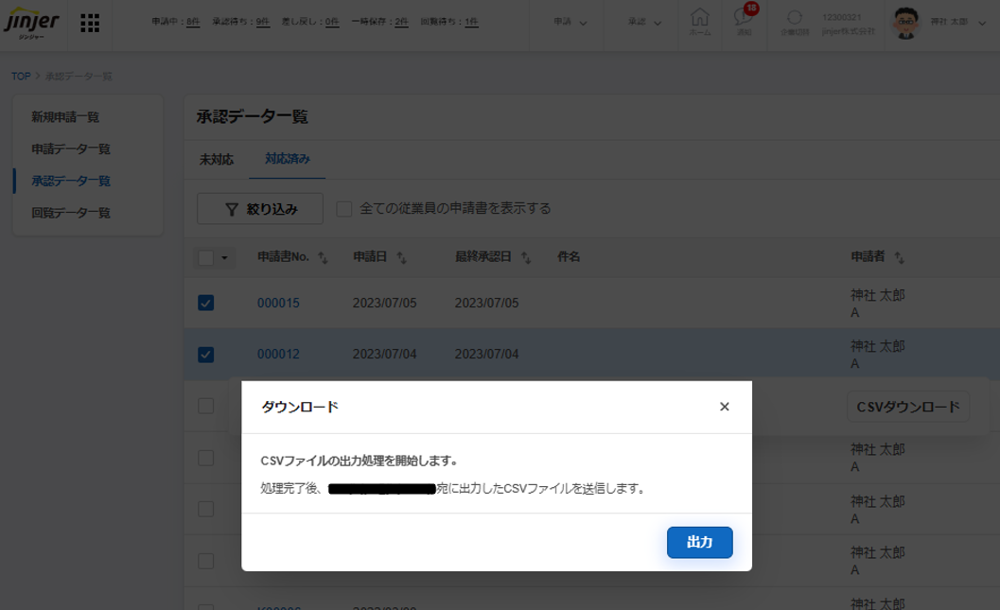 jinjer
ジンジャー
申請中：8件 承認待ち：9件 差し戻し：0件 一時保存：2件 回覧待ち：1件
申請
承認
ホーム
18
通知
企業切替
12300321
jinjer株式会社
神社 太郎
TOP > 承認データ一覧
新規申請一覧
申請データ一覧
承認データ一覧
回覧データ一覧
承認データ一覧
未対応 対応済み
絞り込み 全ての従業員の申請書を表示する
申請書No. 申請日 最終承認日 件名 申請者
000015 2023/07/05 2023/07/05 神社 太郎
A
000012 2023/07/04 2023/07/04 神社 太郎
A
CSVダウンロード
ダウンロード ×
CSVファイルの出力処理を開始します。
処理完了後、宛に出力したCSVファイルを送信します。
出力
神社 太郎
A
神社 太郎
A
神社 太郎
A
神社 太郎